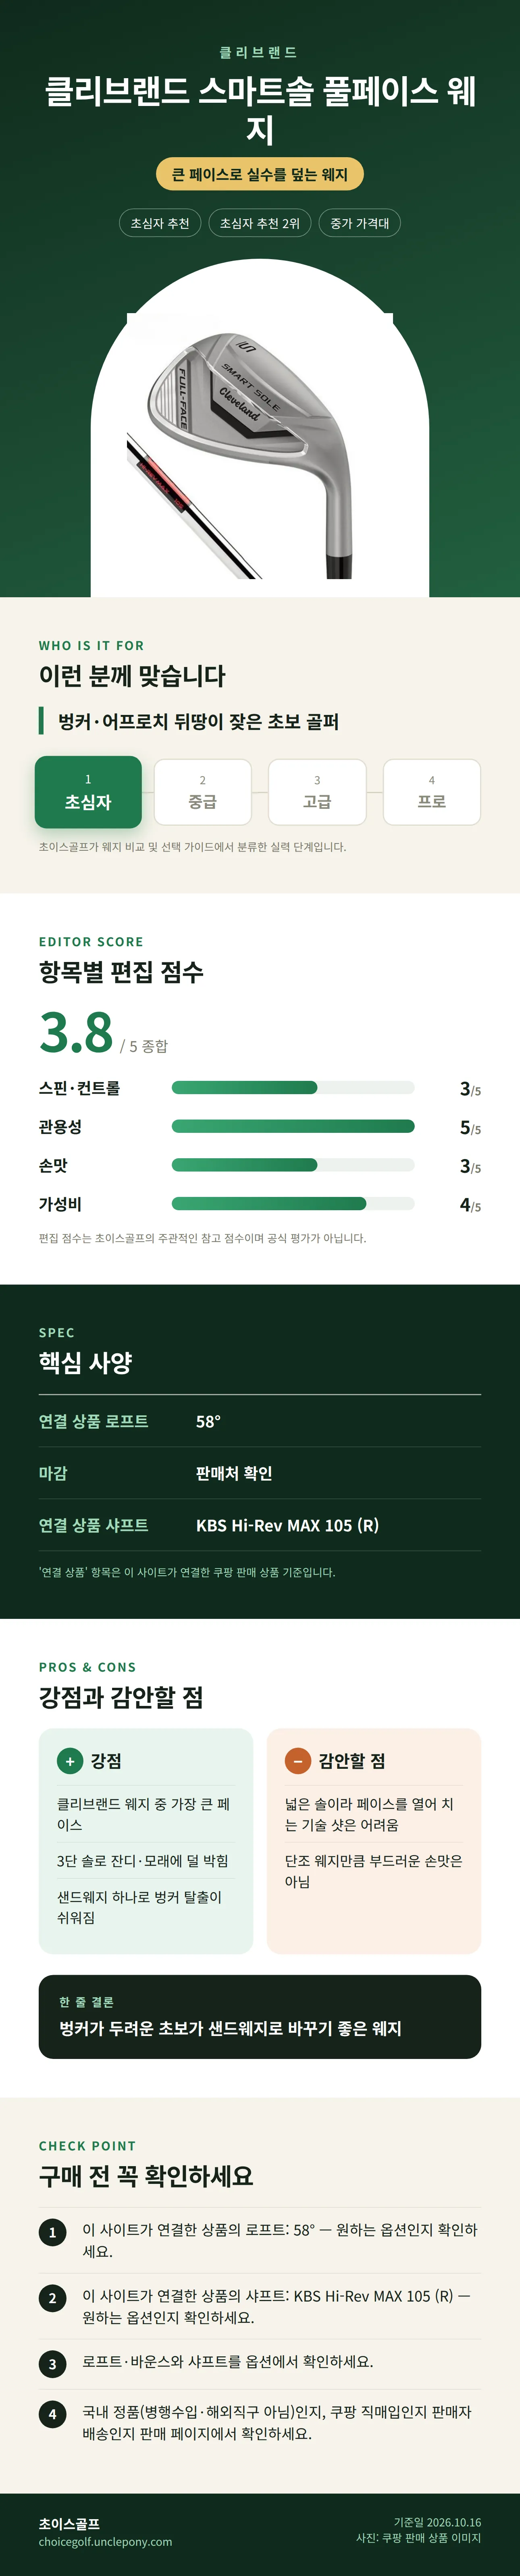 클리브랜드
클리브랜드 스마트솔 풀페이스 웨
지
큰 페이스로 실수를 덮는 웨지
초심자 추천
초심자 추천 2위
중가 가격대
SMART SOLE
Cleveland
FULL-FACE
WHO IS IT FOR
이런 분께 맞습니다
벙커·어프로치 뒤땅이 잦은 초보 골퍼
1
초심자
2
중급
3
고급
4
프로
초이스골프가 웨지 비교 및 선택 가이드에서 분류한 실력 단계입니다.
EDITOR SCORE
항목별 편집 점수
3.8 / 5 종합
스핀·컨트롤 3/5
관용성 5/5
손맛 3/5
가성비 4/5
편집 점수는 초이스골프의 주관적인 참고 점수이며 공식 평가가 아닙니다.
SPEC
핵심 사양
연결 상품 로프트 58°
마감 판매처 확인
연결 상품 샤프트 KBS Hi-Rev MAX 105 (R)
'연결 상품' 항목은 이 사이트가 연결한 쿠팡 판매 상품 기준입니다.
PROS & CONS
강점과 감안할 점
+ 강점
클리브랜드 웨지 중 가장 큰 페
이스
3단 솔로 잔디·모래에 덜 박힘
샌드웨지 하나로 벙커 탈출이
쉬워짐
− 감안할 점
넓은 솔이라 페이스를 열어 치
는 기술 샷은 어려움
단조 웨지만큼 부드러운 손맛은
아님
한 줄 결론
벙커가 두려운 초보가 샌드웨지로 바꾸기 좋은 웨지
CHECK POINT
구매 전 꼭 확인하세요
1 이 사이트가 연결한 상품의 로프트: 58° — 원하는 옵션인지 확인하
세요.
2 이 사이트가 연결한 상품의 샤프트: KBS Hi-Rev MAX 105 (R) —
원하는 옵션인지 확인하세요.
3 로프트·바운스와 샤프트를 옵션에서 확인하세요.
4 국내 정품(병행수입·해외직구 아님)인지, 쿠팡 직매입인지 판매자
배송인지 판매 페이지에서 확인하세요.
초이스골프
choicegolf.unclepony.com
기준일 2026.10.16
사진: 쿠팡 판매 상품 이미지